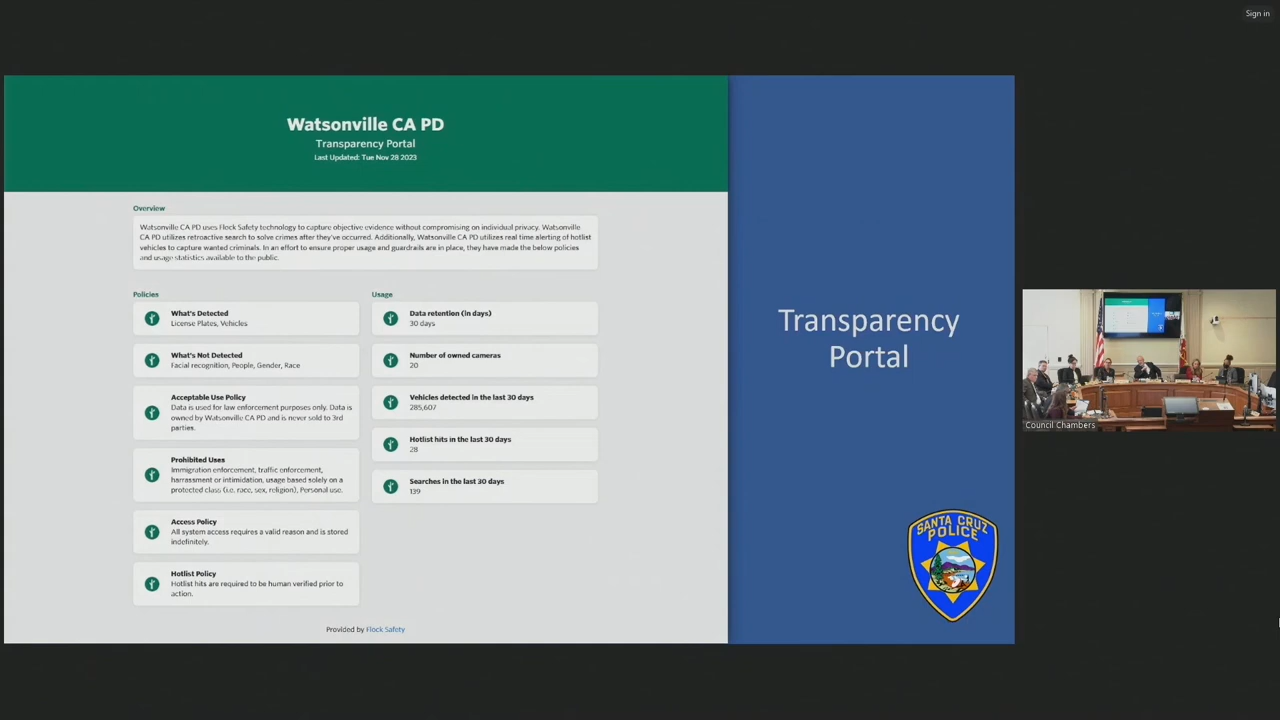 Sign in
Watsonville CA PD
Transparency Portal
Last Updated: Tue Nov 28 2023
Overview
Watsonville CA PD uses Flock Safety technology to capture objective evidence without compromising on individual privacy. Watsonville
CA PD utilizes retroactive search to solve crimes after they've occurred. Additionally, Watsonville CA PD utilizes real time alerting of hotlist
vehicles to capture wanted criminals. In an effort to ensure proper usage and guardrails are in place, they have made the below policies
and usage statistics available to the public.
Policies
What's Detected
License Plates, Vehicles
What's Not Detected
Facial recognition, People, Gender, Race
Acceptable Use Policy
Data is used for law enforcement purposes only. Data is
owned by Watsonville CA PD and is never sold to 3rd
parties.
Prohibited Uses
Immigration enforcement, traffic enforcement,
harrassment or intimidation, usage based solely on a
protected class (i.e. race, sex, religion), Personal use.
Access Policy
All system access requires a valid reason and is stored
indefinitely.
Hotlist Policy
Hotlist hits are required to be human verified prior to
action.
Usage
Data retention (in days)
30 days
Number of owned cameras
20
Vehicles detected in the last 30 days
285,607
Hotlist hits in the last 30 days
28
Searches in the last 30 days
139
Provided by Flock Safety
Transparency
Portal
SANTA CRUZ
POLICE
Council Chambers